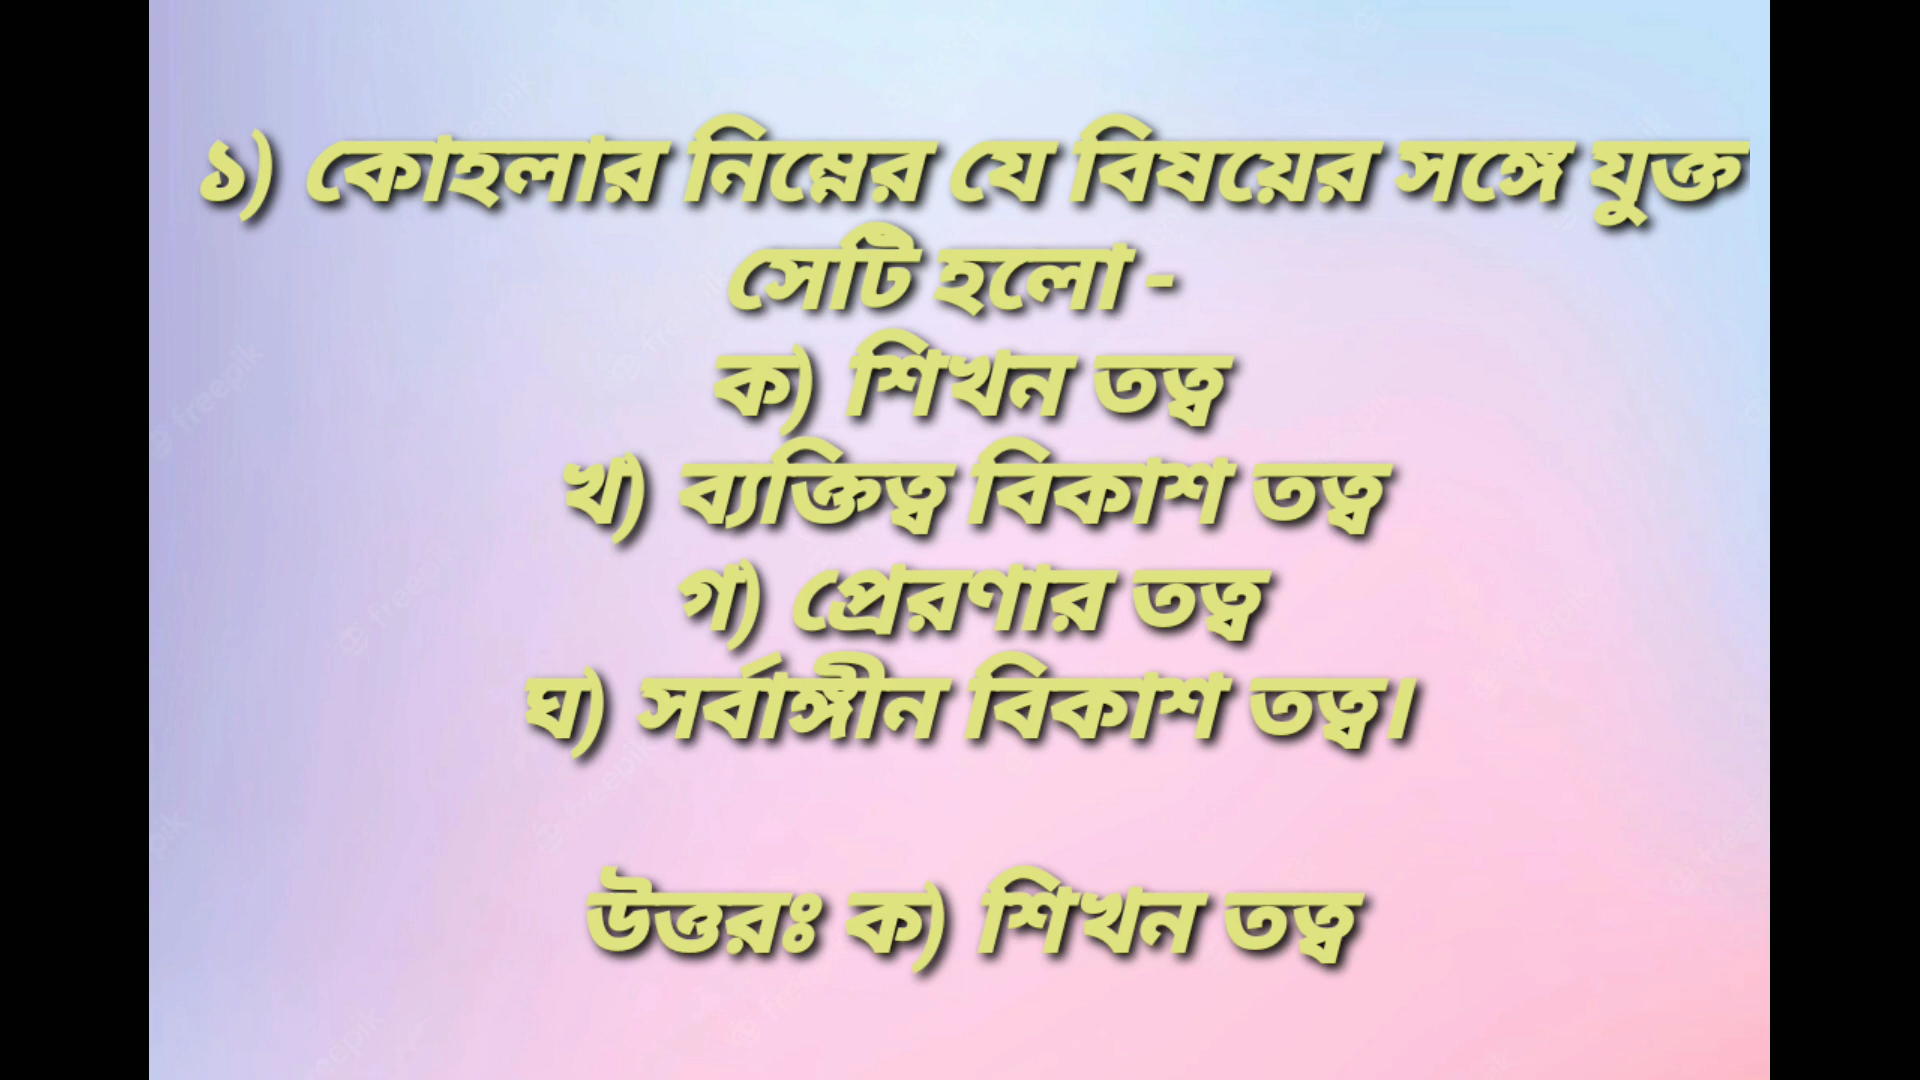 ১) কোহলার নিম্নের যে বিষয়ের সঙ্গে যুক্ত
সেটি হলো -
ক) শিখন তত্ব
খ) ব্যক্তিত্ব বিকাশ তত্ব
গ) প্রেরণার তত্ব
ঘ) সর্বাঙ্গীন বিকাশ তত্ব।
উত্তরঃ ক) শিখন তত্ব